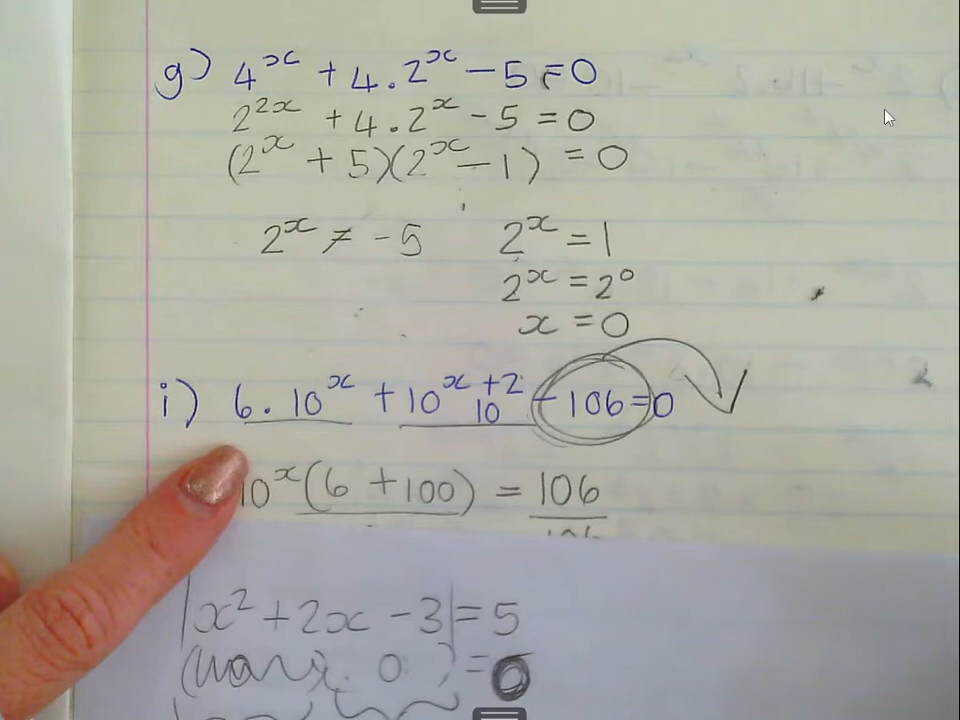 g) 4^x + 4.2^x - 5 = 0
2^2x + 4.2^x - 5 = 0
(2^x + 5)(2^x - 1) = 0
2^x ≠ -5 2^x = 1
2^x = 2^0
x = 0
i) 6.10^x + 10^x+2 - 106 = 0
10
10^x(6 + 100) = 106
|x^2 + 2x - 3| = 5